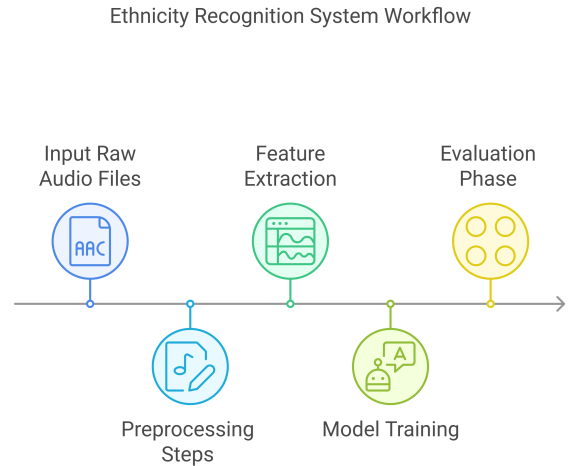 Ethnicity Recognition System Workflow
Input Raw
Audio Files
Feature
Extraction
Evaluation
Phase
AAC
A
Preprocessing
Steps
Model Training